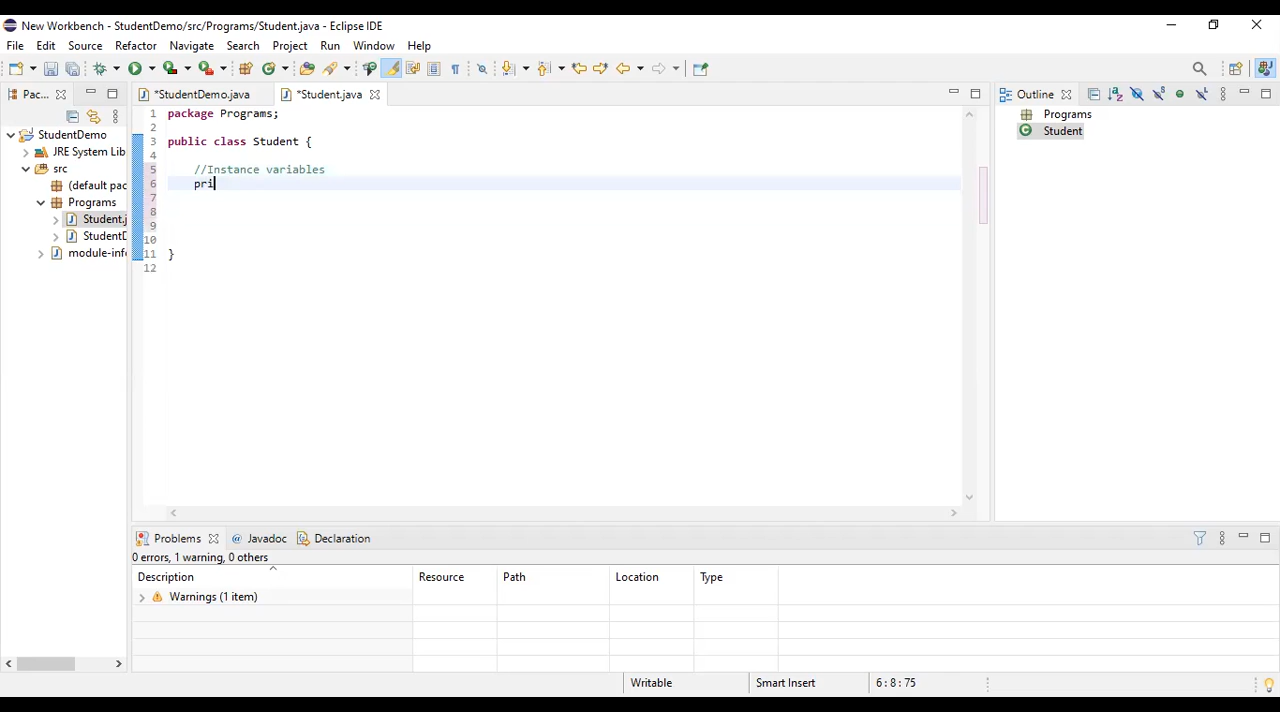 New Workbench - StudentDemo/src/Programs/Student.java - Eclipse IDE
File Edit Source Refactor Navigate Search Project Run Window Help
Pac...
*StudentDemo.java
*Student.java
Outline
StudentDemo
JRE System Lib
src
(default pac
Programs
Student.j
StudentD
module-info
1 package Programs;
2
3 public class Student {
4
5 //Instance variables
6 pri
7
8
9
10
11 }
12
Programs
Student
Problems @ Javadoc Declaration
0 errors, 1 warning, 0 others
Description Resource Path Location Type
Warnings (1 item)
Writable Smart Insert 6 : 8 : 75